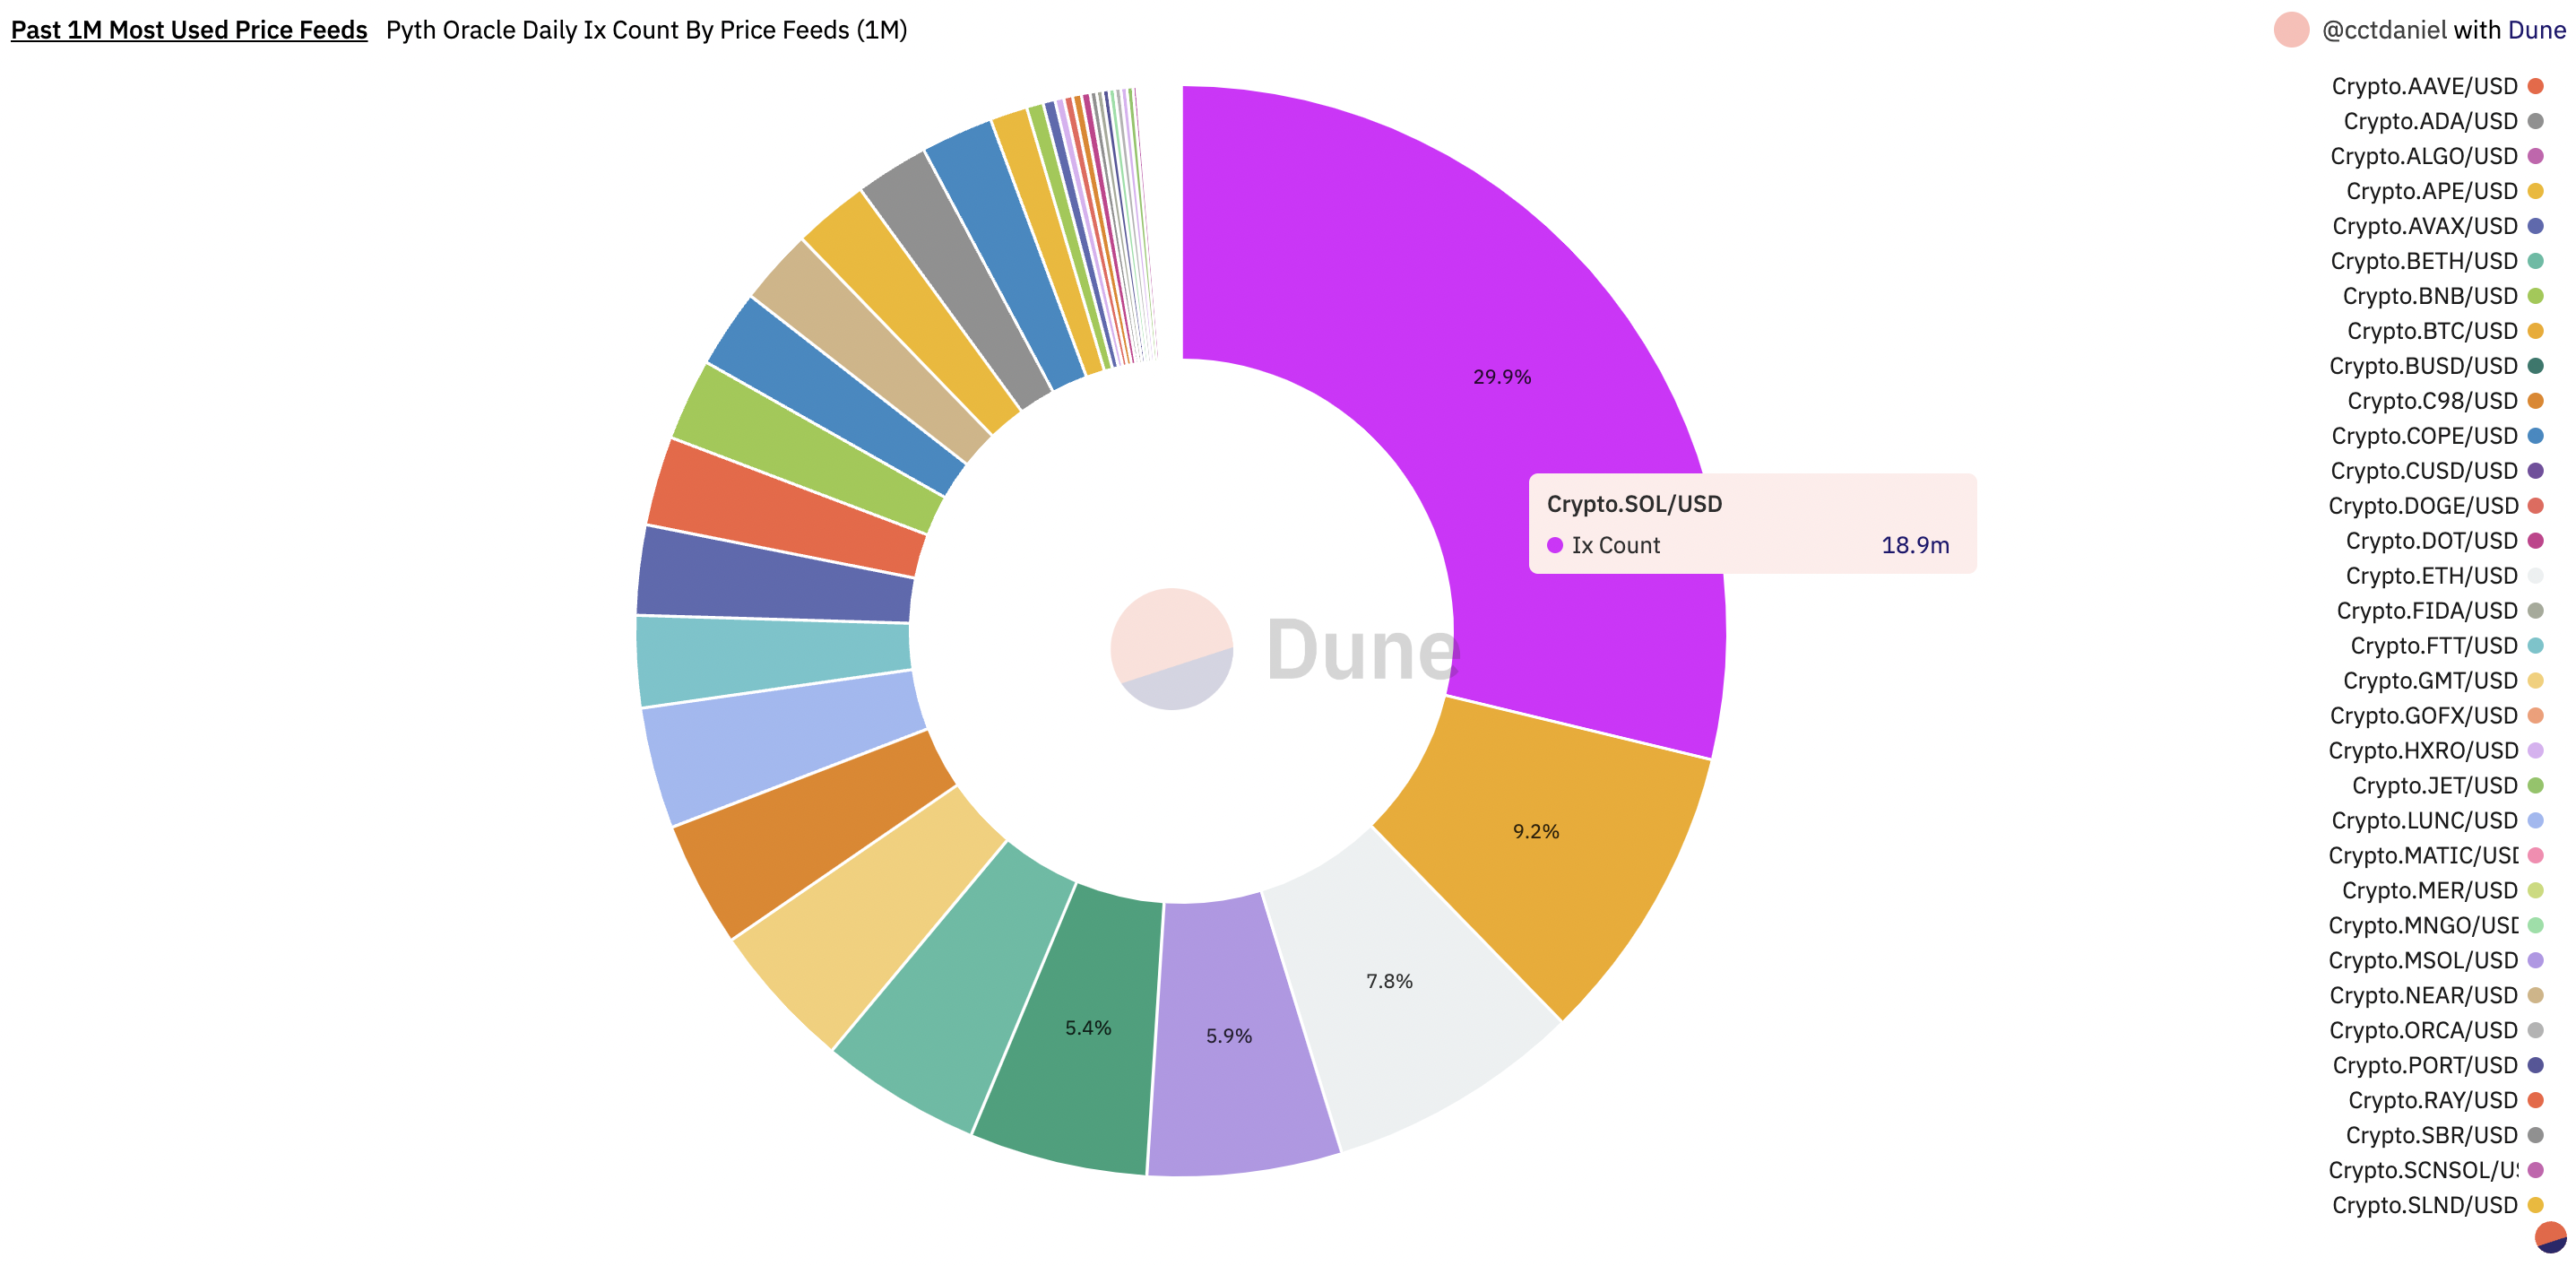 Past 1M Most Used Price Feeds Pyth Oracle Daily Ix Count By Price Feeds (1M)
@cctdaniel with Dune
29.9%
Crypto.SOL/USD
Ix Count 18.9m
9.2%
7.8%
5.9%
5.4%
Dune
Crypto.AAVE/USD
Crypto.ADA/USD
Crypto.ALGO/USD
Crypto.APE/USD
Crypto.AVAX/USD
Crypto.BETH/USD
Crypto.BNB/USD
Crypto.BTC/USD
Crypto.BUSD/USD
Crypto.C98/USD
Crypto.COPE/USD
Crypto.CUSD/USD
Crypto.DOGE/USD
Crypto.DOT/USD
Crypto.ETH/USD
Crypto.FIDA/USD
Crypto.FTT/USD
Crypto.GMT/USD
Crypto.GOFX/USD
Crypto.HXRO/USD
Crypto.JET/USD
Crypto.LUNC/USD
Crypto.MATIC/USD
Crypto.MER/USD
Crypto.MNGO/USD
Crypto.MSOL/USD
Crypto.NEAR/USD
Crypto.ORCA/USD
Crypto.PORT/USD
Crypto.RAY/USD
Crypto.SBR/USD
Crypto.SCNSOL/US
Crypto.SLND/USD